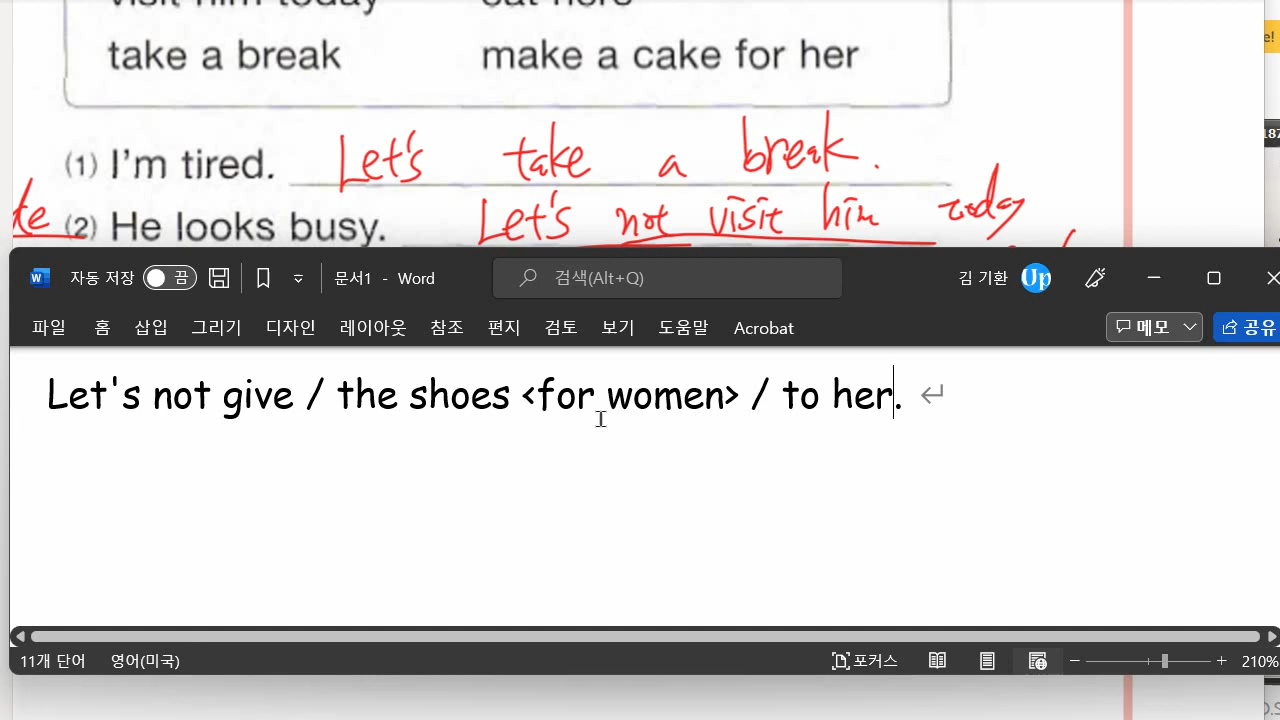 take a break make a cake for her
(1) I'm tired. Let's take a break.
(2) He looks busy. Let's not visit him today
자동 저장 끔 문서1 - Word 검색(Alt+Q) 김 기환 Up
파일 홈 삽입 그리기 디자인 레이아웃 참조 편지 검토 보기 도움말 Acrobat 메모 공유
Let's not give / the shoes <for women> / to her.
11개 단어 영어(미국) 포커스 210%